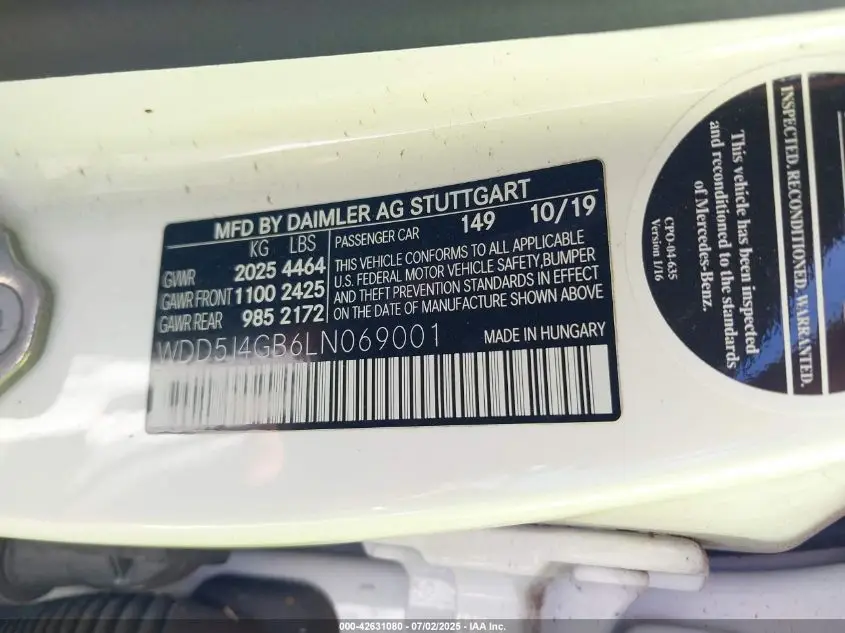 MFD BY DAIMLER AG STUTTGART
KG LBS
GVWR 2025 4464
GAWR FRONT 1100 2425
GAWR REAR 985 2172
PASSENGER CAR 149 10/19
THIS VEHICLE CONFORMS TO ALL APPLICABLE
U.S. FEDERAL MOTOR VEHICLE SAFETY, BUMPER
AND THEFT PREVENTION STANDARDS IN EFFECT
ON THE DATE OF MANUFACTURE SHOWN ABOVE
WDD5J4GB6LN069001
MADE IN HUNGARY
INSPECTED. RECONDITIONED. WARRANTED.
This vehicle has been inspected
and reconditioned to the standards
of Mercedes-Benz.
CPO-04-635
Version 1/16
000-42631080 - 07/02/2025 - IAA Inc.